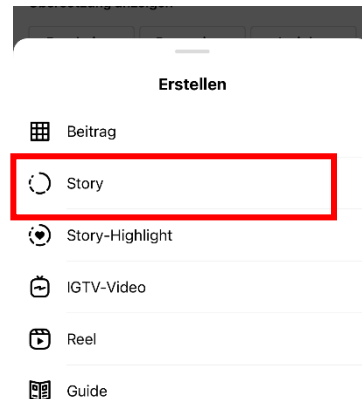 Erstellen
Beitrag
Story
Story-Highlight
IGTV-Video
Reel
Guide